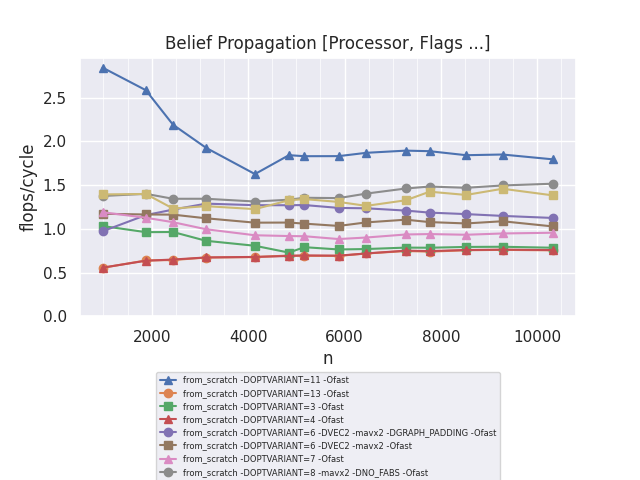 Belief Propagation [Processor, Flags ...]
flops/cycle
2.5
2.0
1.5
1.0
0.5
0.0
2000 4000 6000 8000 10000
n
from_scratch -DOPTVARIANT=11 -Ofast
from_scratch -DOPTVARIANT=13 -Ofast
from_scratch -DOPTVARIANT=3 -Ofast
from_scratch -DOPTVARIANT=4 -Ofast
from_scratch -DOPTVARIANT=6 -DVEC2 -mavx2 -DGRAPH_PADDING -Ofast
from_scratch -DOPTVARIANT=6 -DVEC2 -mavx2 -Ofast
from_scratch -DOPTVARIANT=7 -Ofast
from_scratch -DOPTVARIANT=8 -mavx2 -DNO_FABS -Ofast